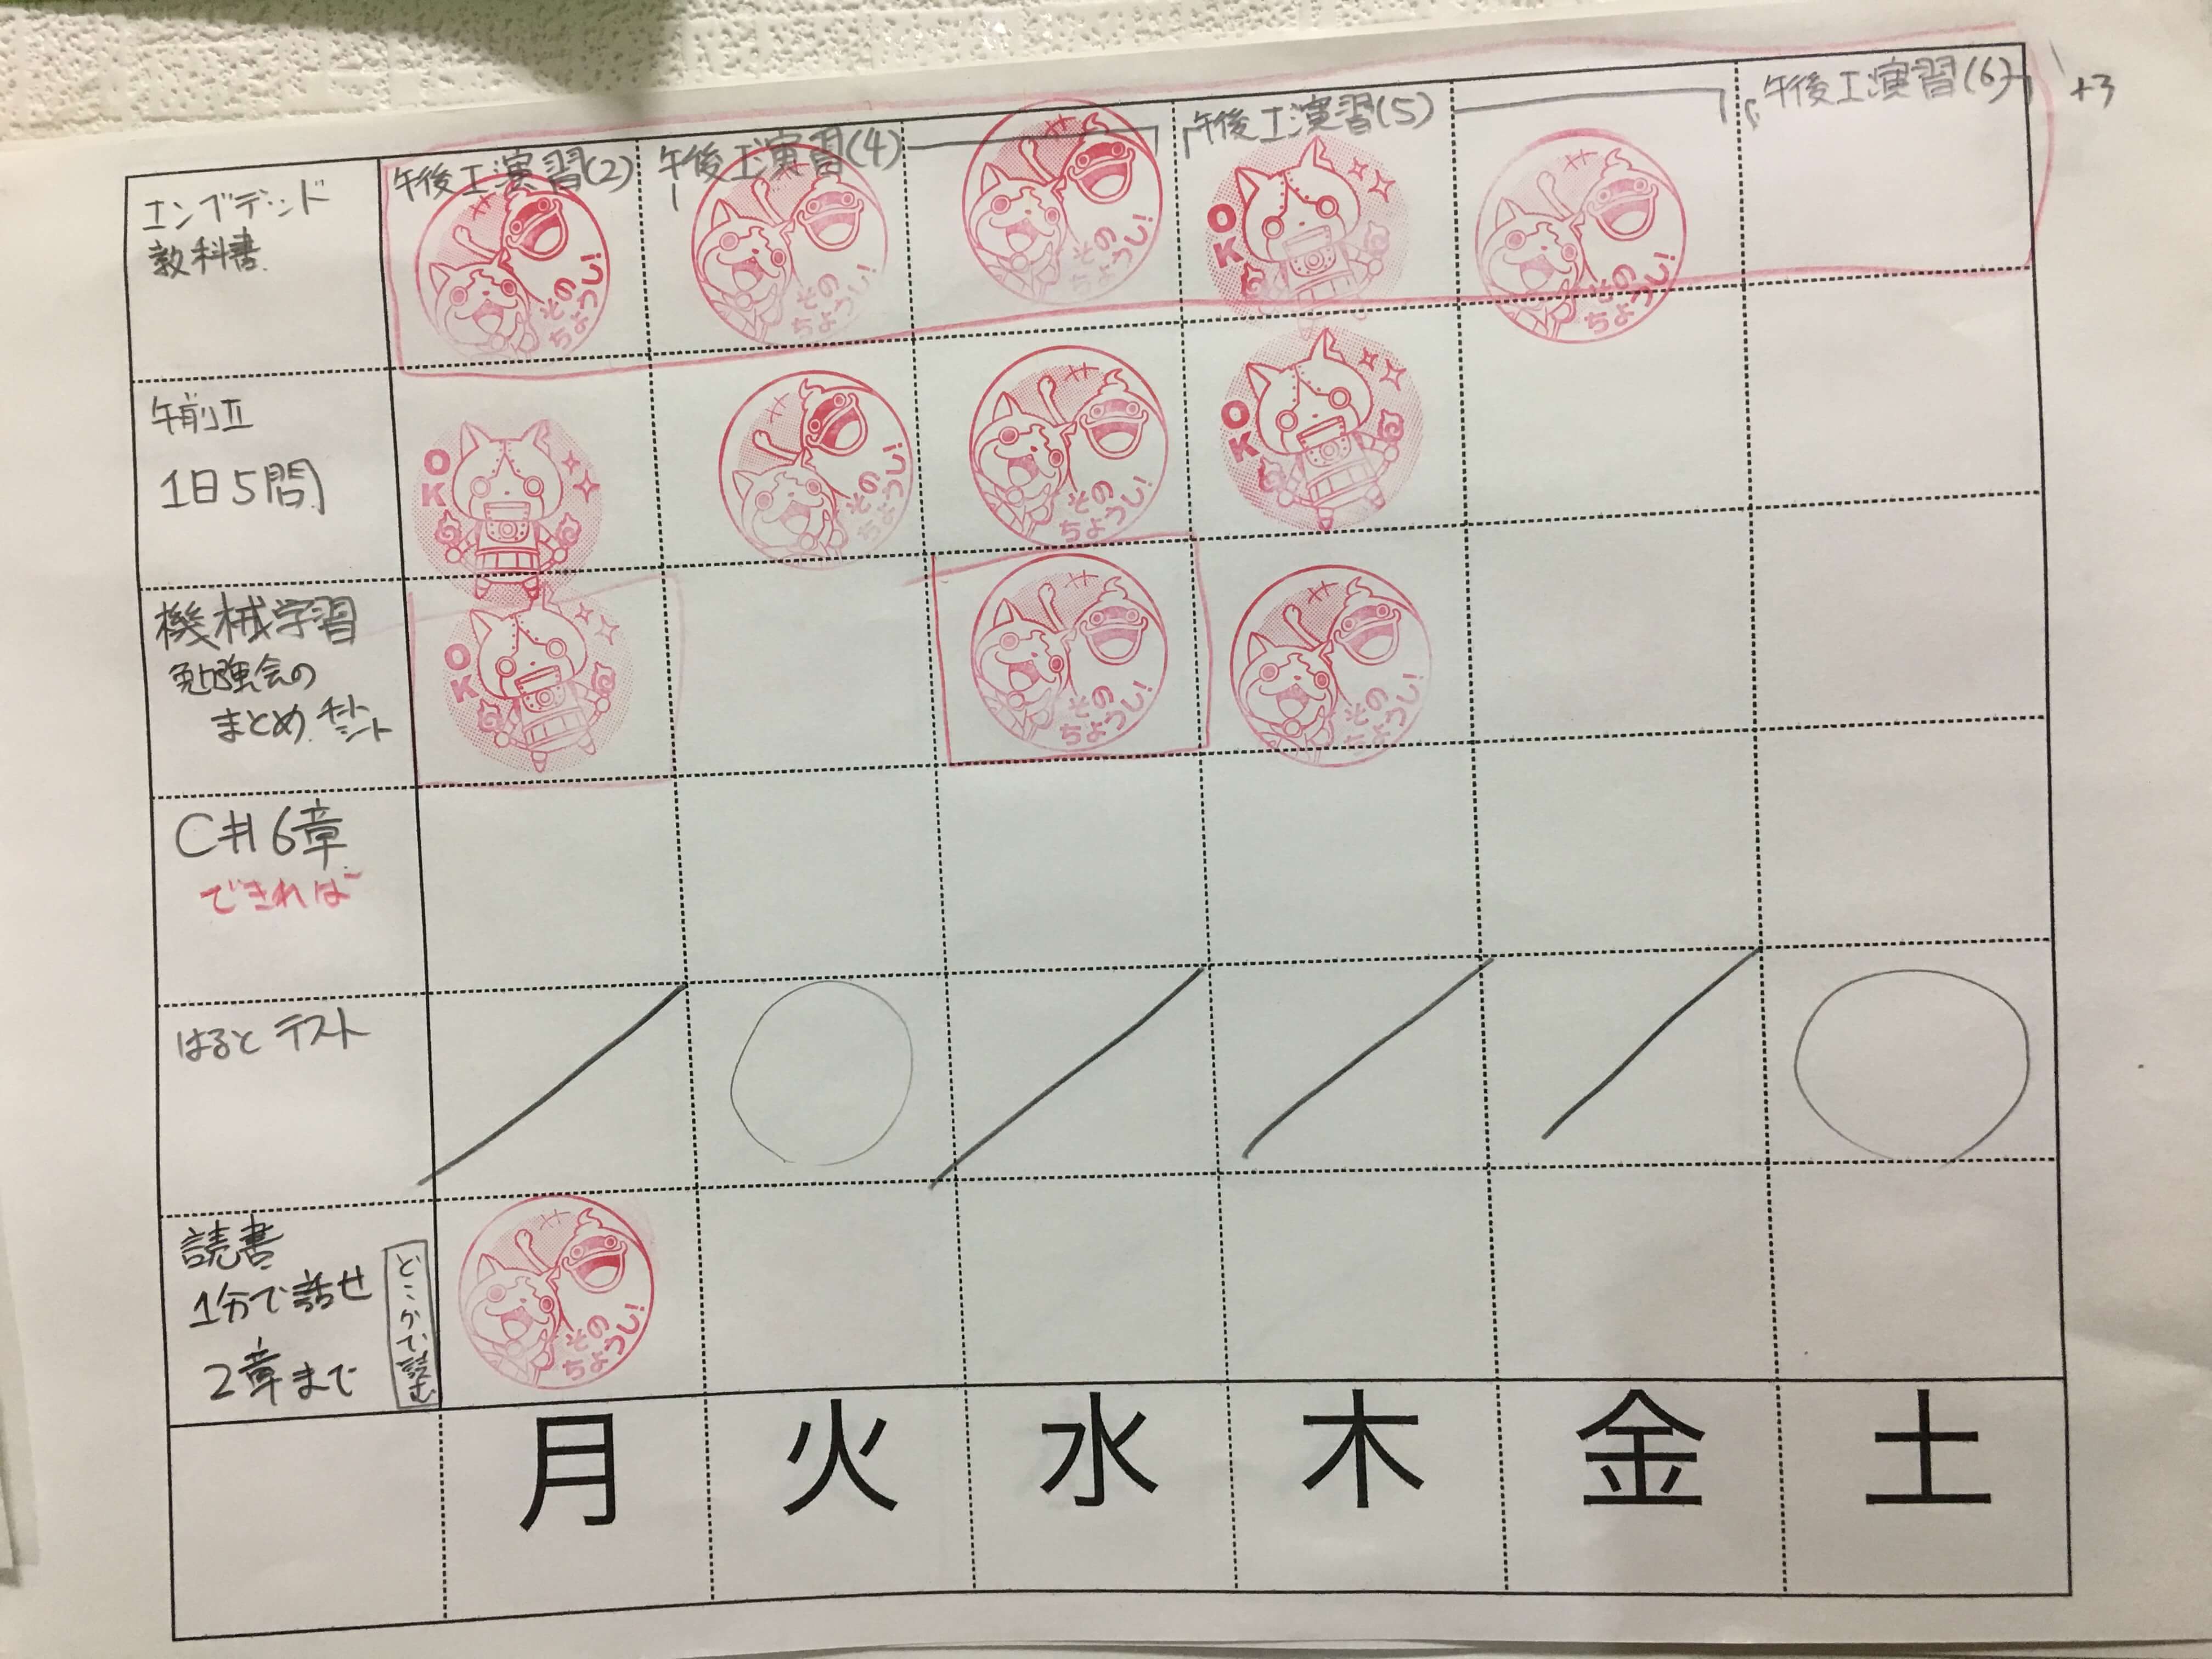 午後Ⅰ演習(2) 午後Ⅰ演習(4) 午後Ⅰ演習(5) 午後Ⅰ演習(6) +3
エンベデッド
教科書
そのちょうし!
そのちょうし!
そのちょうし!
OK
そのちょうし!
午前Ⅱ
1日5問
OK
そのちょうし!
そのちょうし!
OK
機械学習
勉強会の
まとめ チート
シート
OK
そのちょうし!
そのちょうし!
C#6章
できれば
はると テスト
読書
1分で話せ
2章まで
どこかで読む
そのちょうし!
月 火 水 木 金 土